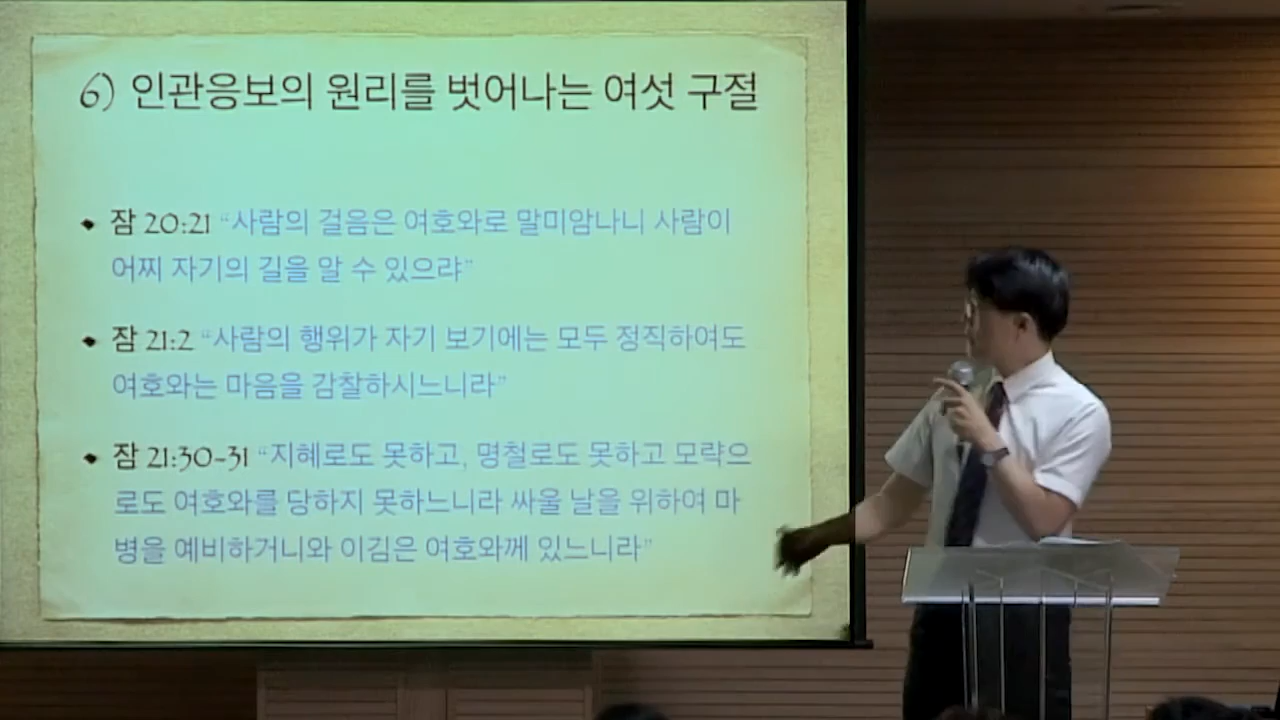 6) 인관응보의 원리를 벗어나는 여섯 구절
잠 20:21 “사람의 걸음은 여호와로 말미암나니 사람이
어찌 자기의 길을 알 수 있으랴”
잠 21:2 “사람의 행위가 자기 보기에는 모두 정직하여도
여호와는 마음을 감찰하시느니라”
잠 21:30-31 “지혜로도 못하고, 명철로도 못하고 모략으
로도 여호와를 당하지 못하느니라 싸울 날을 위하여 마
병을 예비하거니와 이김은 여호와께 있느니라”